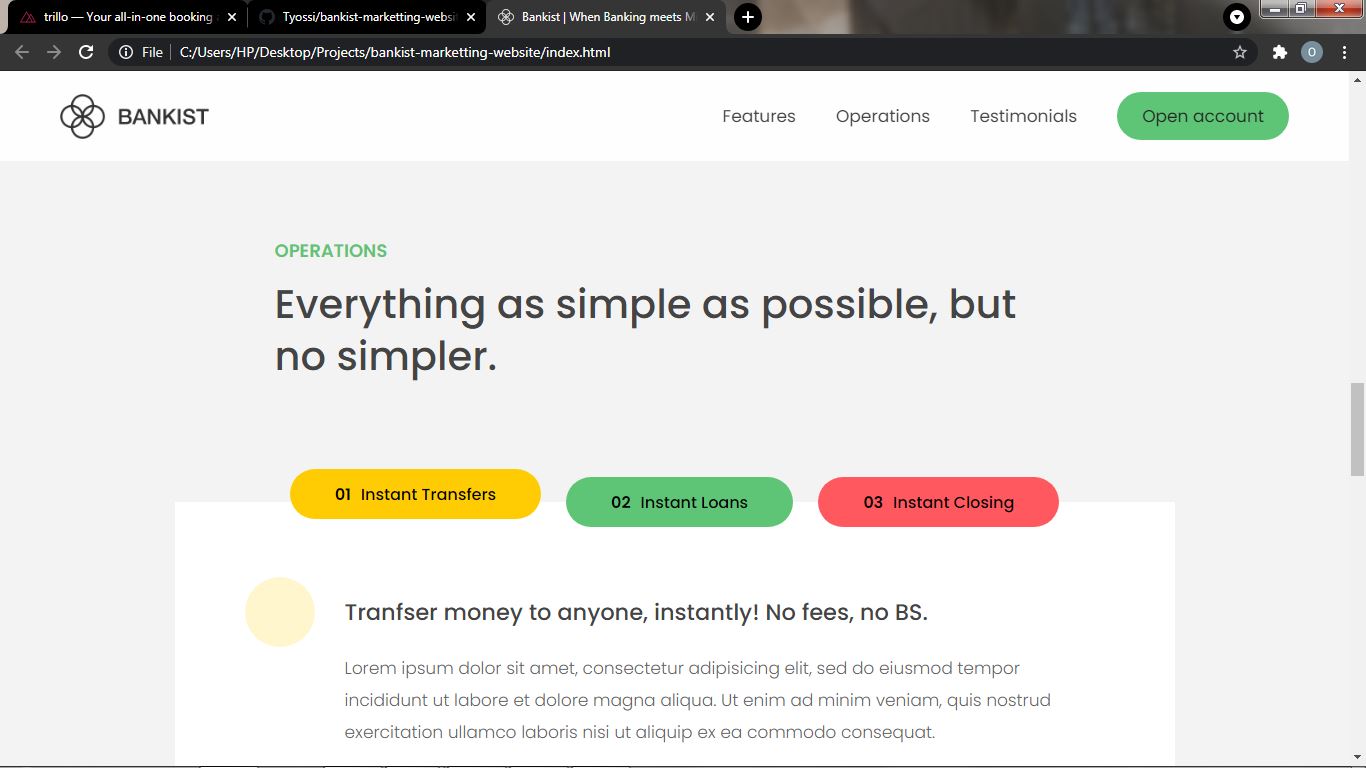 trillo — Your all-in-one booking
Tyossi/bankist-marketting-websi
Bankist | When Banking meets M
File
C:/Users/HP/Desktop/Projects/bankist-marketting-website/index.html
O
BANKIST
Features
Operations
Testimonials
Open account
OPERATIONS
Everything as simple as possible, but
no simpler.
01 Instant Transfers
02 Instant Loans
03 Instant Closing
Tranfser money to anyone, instantly! No fees, no BS.
Lorem ipsum dolor sit amet, consectetur adipisicing elit, sed do eiusmod tempor
incididunt ut labore et dolore magna aliqua. Ut enim ad minim veniam, quis nostrud
exercitation ullamco laboris nisi ut aliquip ex ea commodo consequat.